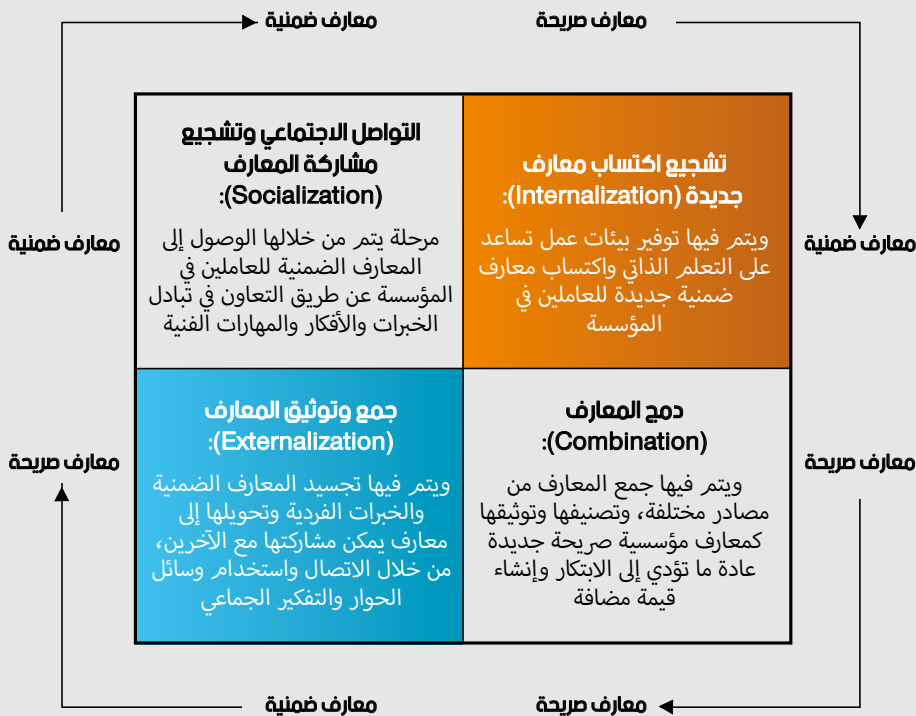 معارف صريحة
معارف ضمنية
معارف ضمنية
معارف ضمنية
تشجيع اكتساب معارف
جديدة (Internalization):
ويتم فيها توفير بيئات عمل تساعد
على التعلم الذاتي واكتساب معارف
ضمنية جديدة للعاملين في
المؤسسة
التواصل الاجتماعي وتشجيع
مشاركة المعارف
(Socialization):
مرحلة يتم من خلالها الوصول إلى
المعارف الضمنية للعاملين في
المؤسسة عن طريق التعاون في تبادل
الخبرات والأفكار والمهارات الفنية
دمج المعارف
(Combination):
ويتم فيها جمع المعارف من
مصادر مختلفة، وتصنيفها وتوثيقها
كمعارف مؤسسية صريحة جديدة
عادة ما تؤدي إلى الابتكار وإنشاء
قيمة مضافة
جمع وتوثيق المعارف
(Externalization):
ويتم فيها تجسيد المعارف الضمنية
والخبرات الفردية وتحويلها إلى
معارف يمكن مشاركتها مع الآخرين،
من خلال الاتصال واستخدام وسائل
الحوار والتفكير الجماعي
معارف صريحة
معارف صريحة
معارف صريحة
معارف ضمنية